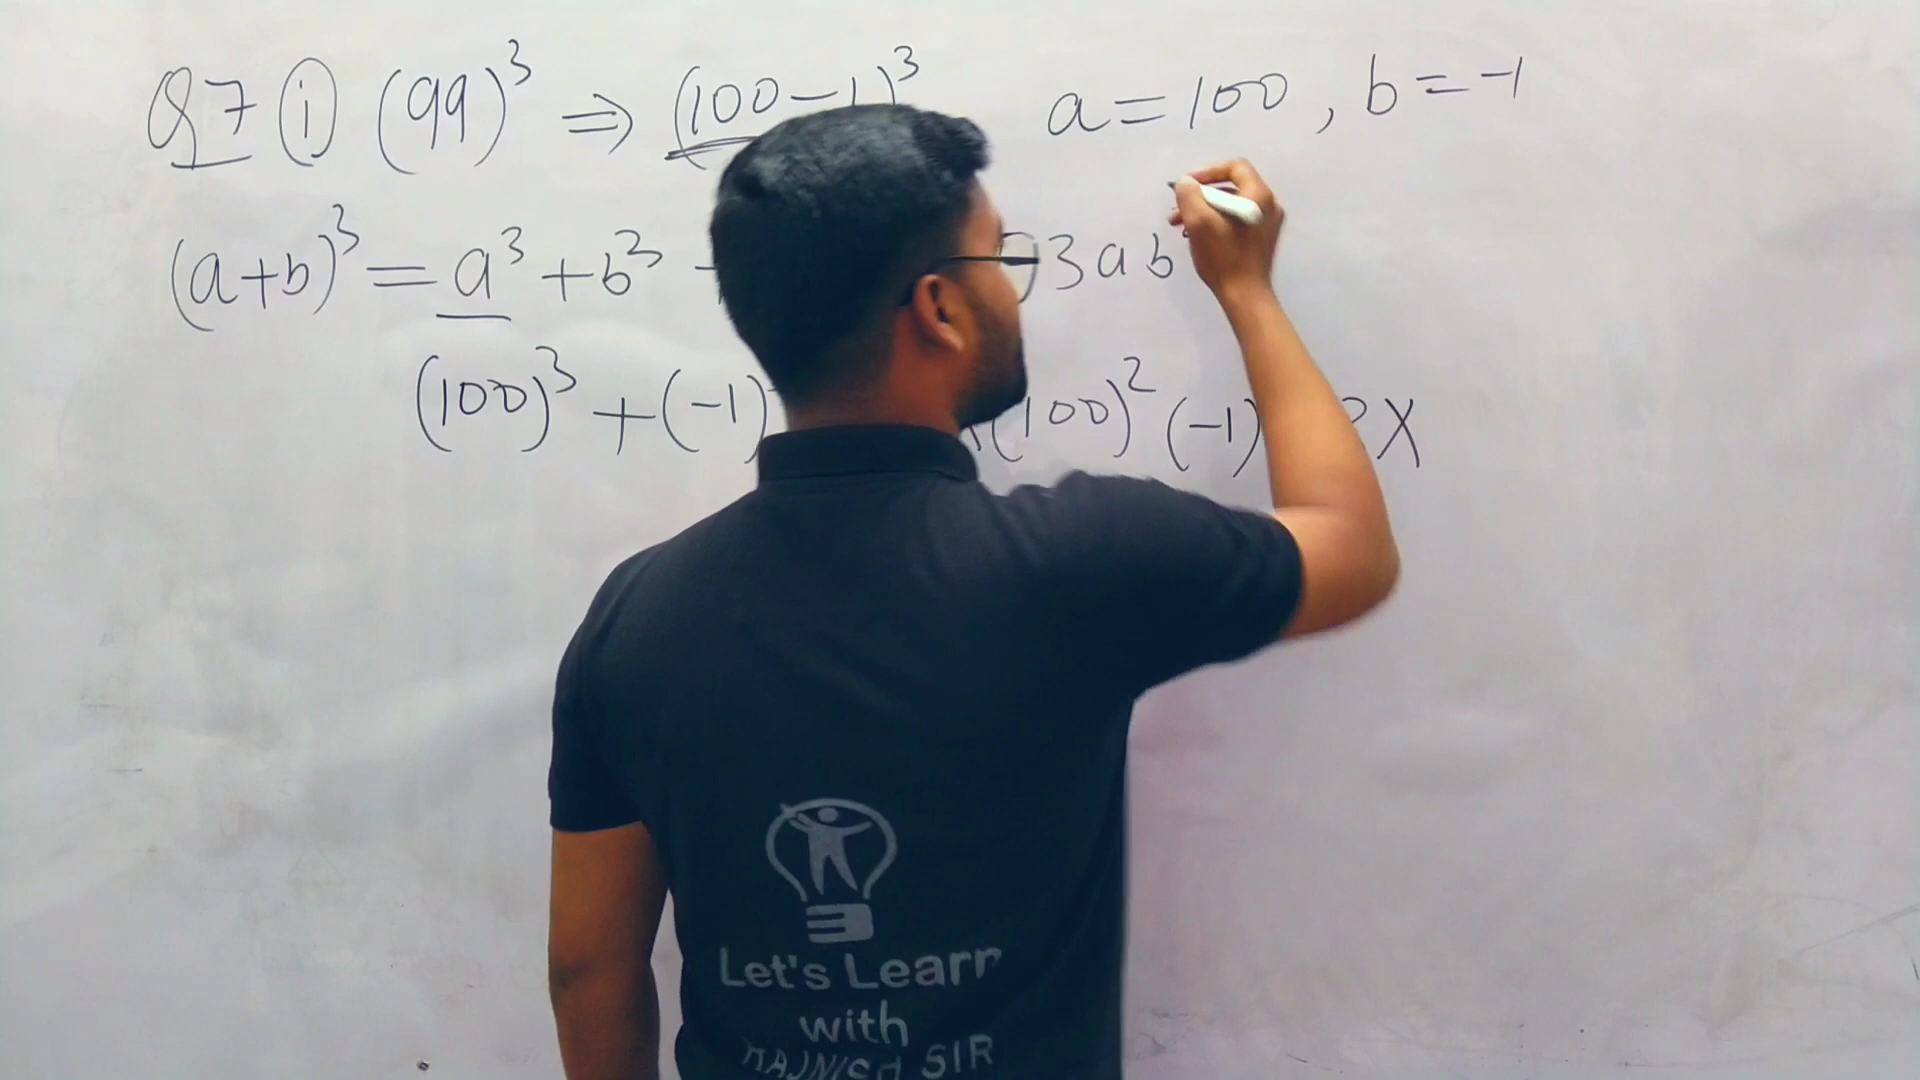 Q7 (i) (99)³ ⇒ (100-1)³ a = 100, b = -1
(a+b)³ = a³ + b³ 3ab
(100)³ + (-1) (100)² (-1) X
Let's Learn
with
RAJNISH SIR